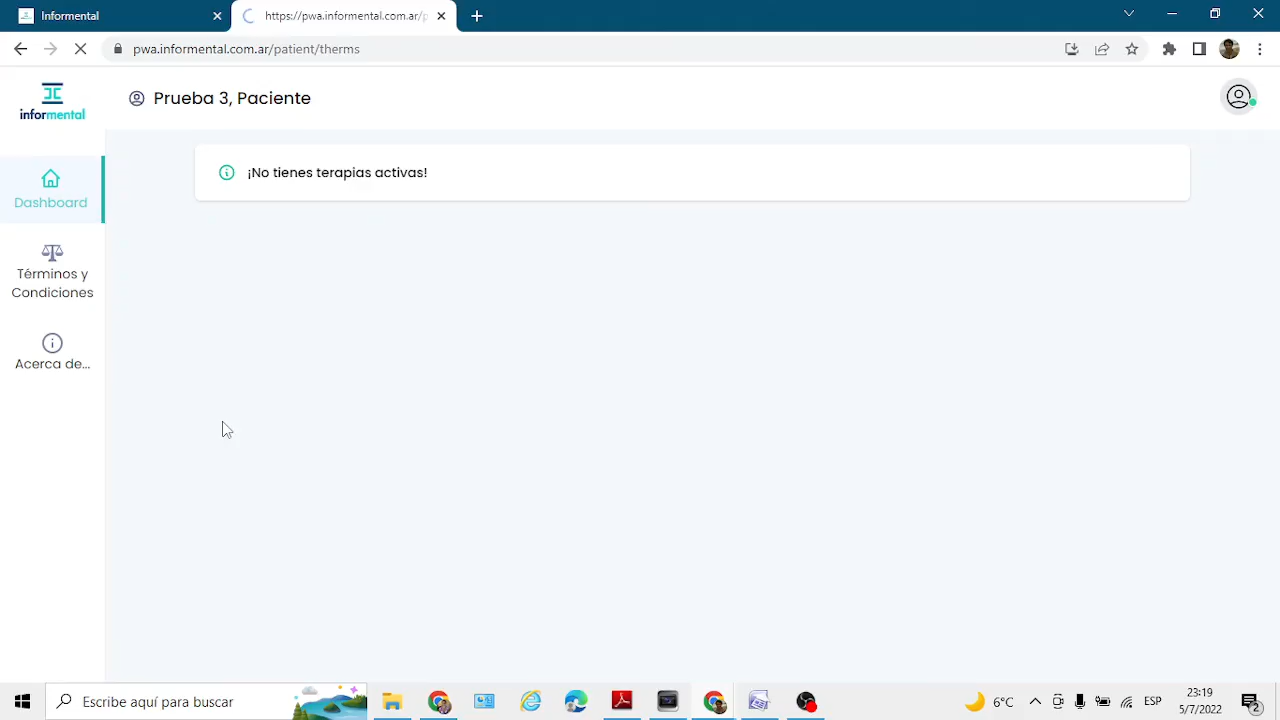 Informental
https://pwa.informental.com.ar/p
pwa.informental.com.ar/patient/therms
informental
Prueba 3, Paciente
¡No tienes terapias activas!
Dashboard
Términos y
Condiciones
Acerca de...
Escribe aquí para buscar
6°C
ESP
23:19
5/7/2022
2